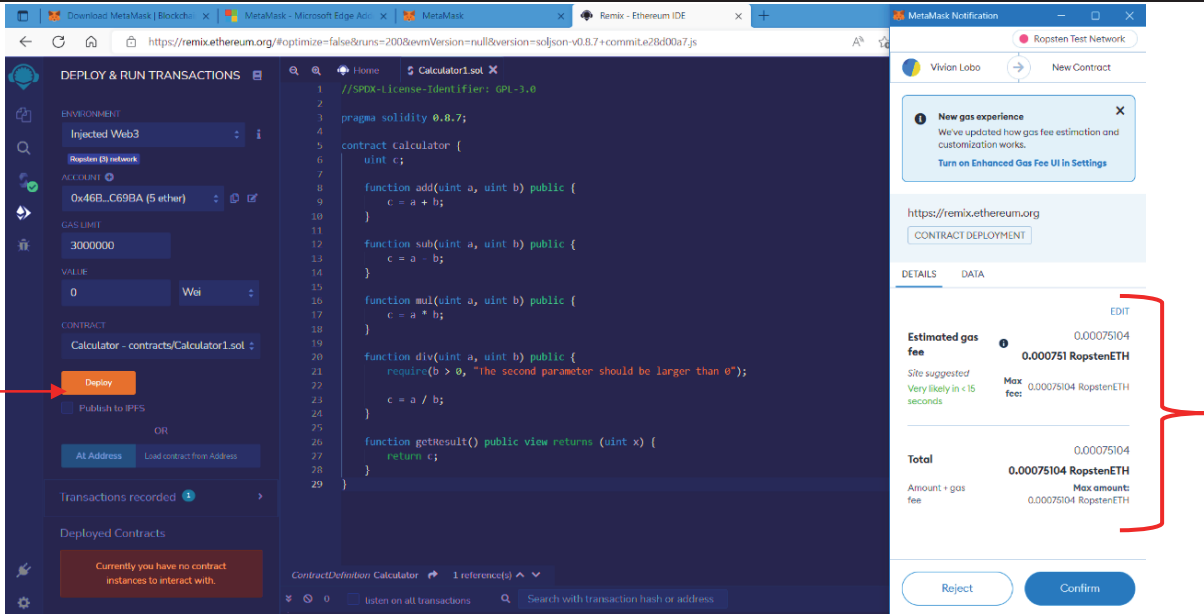 Download MetaMask | Blockchai
MetaMask - Microsoft Edge Add
MetaMask
Remix - Ethereum IDE
MetaMask Notification
https://remix.ethereum.org/#optimize=false&runs=200&evmVersion=null&version=soljson-v0.8.7+commit.e28d00a7.js
DEPLOY & RUN TRANSACTIONS
ENVIRONMENT
Injected Web3
Ropsten (3) network
ACCOUNT
0x46B...C69BA (5 ether)
GAS LIMIT
3000000
VALUE
0
Wei
CONTRACT
Calculator - contracts/Calculator1.sol
Deploy
Publish to IPFS
OR
At Address
Load contract from Address
Transactions recorded 1
Deployed Contracts
Currently you have no contract
instances to interact with.
Home
Calculator1.sol
1 //SPDX-License-Identifier: GPL-3.0
2
3 pragma solidity 0.8.7;
4
5 contract Calculator {
6 uint c;
7
8 function add(uint a, uint b) public {
9 c = a + b;
10 }
11
12 function sub(uint a, uint b) public {
13 c = a - b;
14 }
15
16 function mul(uint a, uint b) public {
17 c = a * b;
18 }
19
20 function div(uint a, uint b) public {
21 require(b > 0, "The second parameter should be larger than 0");
22
23 c = a / b;
24 }
25
26 function getResult() public view returns (uint x) {
27 return c;
28 }
29 }
ContractDefinition Calculator
1 reference(s)
0
listen on all transactions
Search with transaction hash or address
Ropsten Test Network
Vivian Lobo
New Contract
New gas experience
We've updated how gas fee estimation and
customization works.
Turn on Enhanced Gas Fee UI in Settings
https://remix.ethereum.org
CONTRACT DEPLOYMENT
DETAILS
DATA
EDIT
Estimated gas
fee
0.00075104
0.000751 RopstenETH
Site suggested
Very likely in < 15
seconds
Max
fee:
0.00075104 RopstenETH
Total
0.00075104
0.00075104 RopstenETH
Amount + gas
fee
Max amount:
0.00075104 RopstenETH
Reject
Confirm